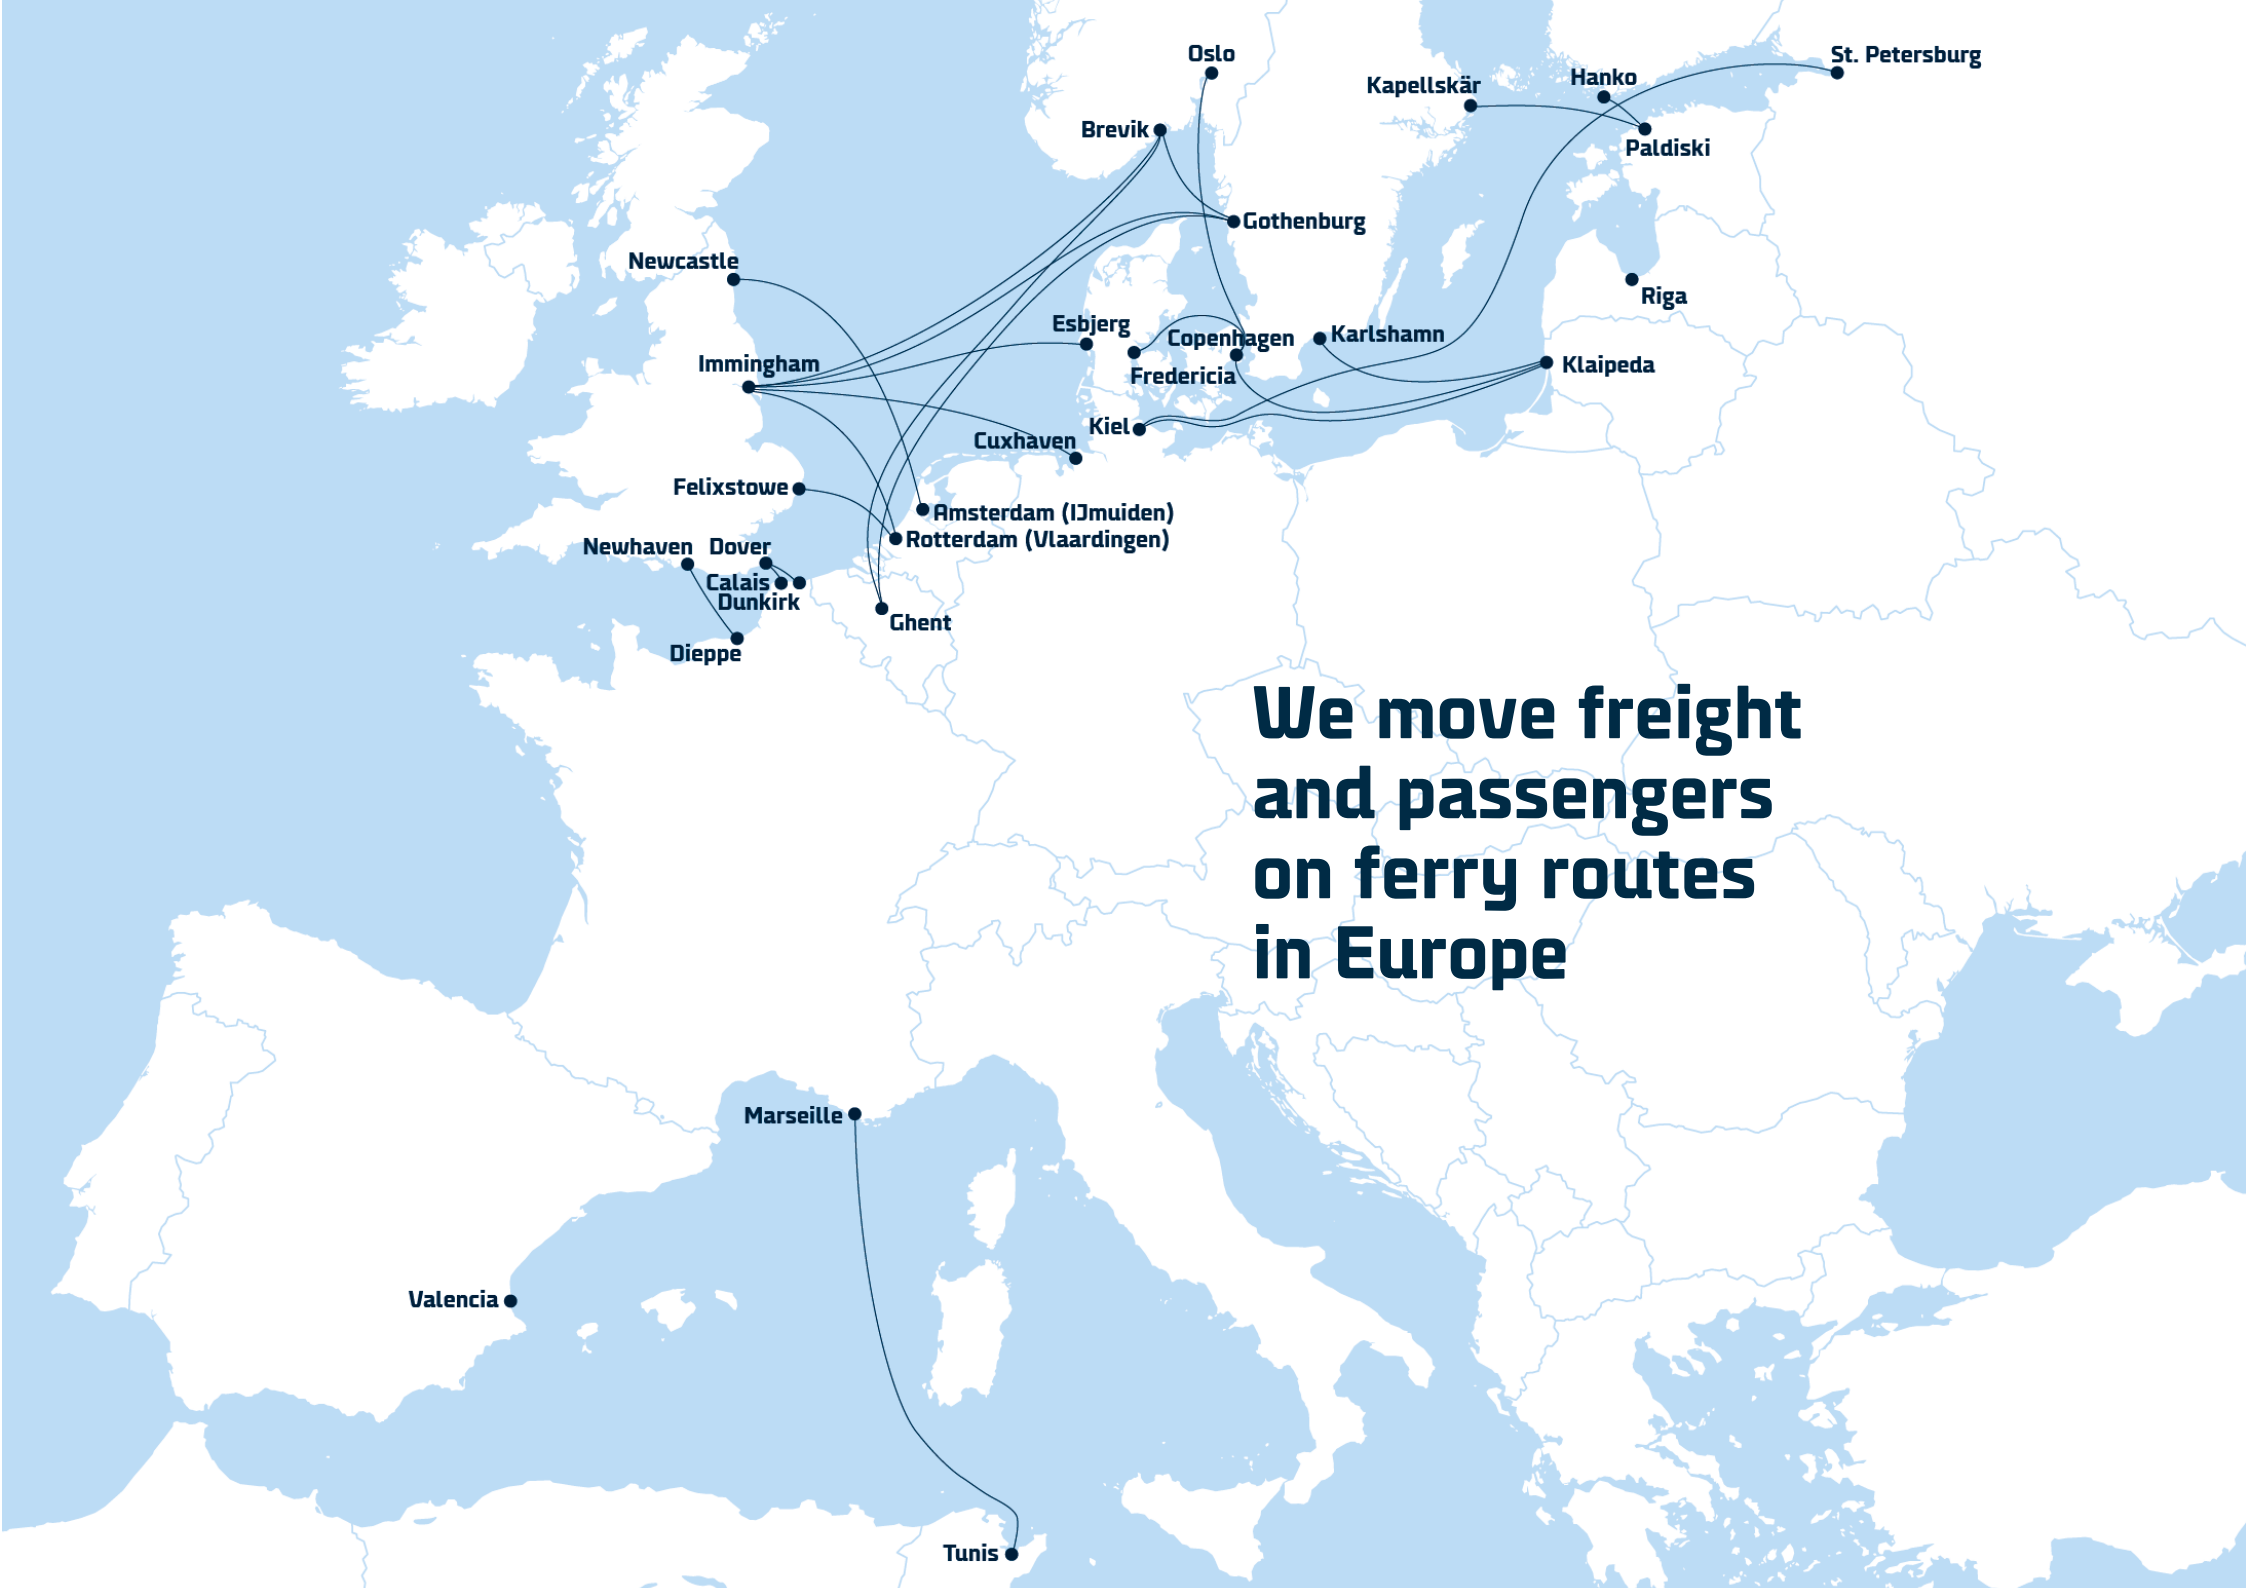 Oslo
St. Petersburg
Hanko
Kapellskär
Brevik
Paldiski
Gothenburg
Newcastle
Riga
Esbjerg
Copenhagen
Karlshamn
Immingham
Klaipeda
Fredericia
Kiel
Cuxhaven
Felixstowe
Amsterdam (IJmuiden)
Rotterdam (Vlaardingen)
Newhaven
Dover
Calais
Dunkirk
Ghent
Dieppe
We move freight
and passengers
on ferry routes
in Europe
Marseille
Valencia
Tunis